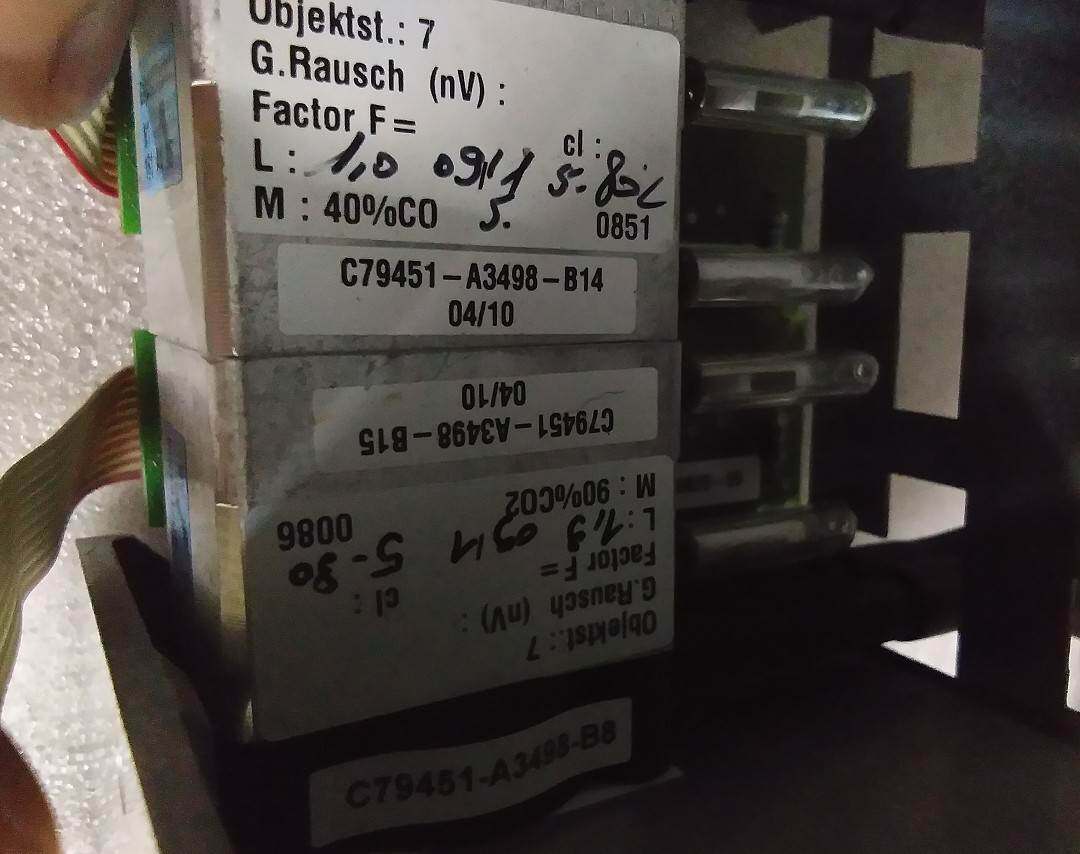 Objektst.: 7
G.Rausch (nV) :
Factor F =
cl :
L : 1,0 09/11 5-80
M : 40%CO 5.
0851
C79451-A3498-B14
04/10
Objektst.: 7
G.Rausch (nV) :
Factor F =
cl :
L : 1,9 09/11 5-90
M : 90%CO2
0086
C79451-A3498-B15
04/10
C79451-A3498-B8